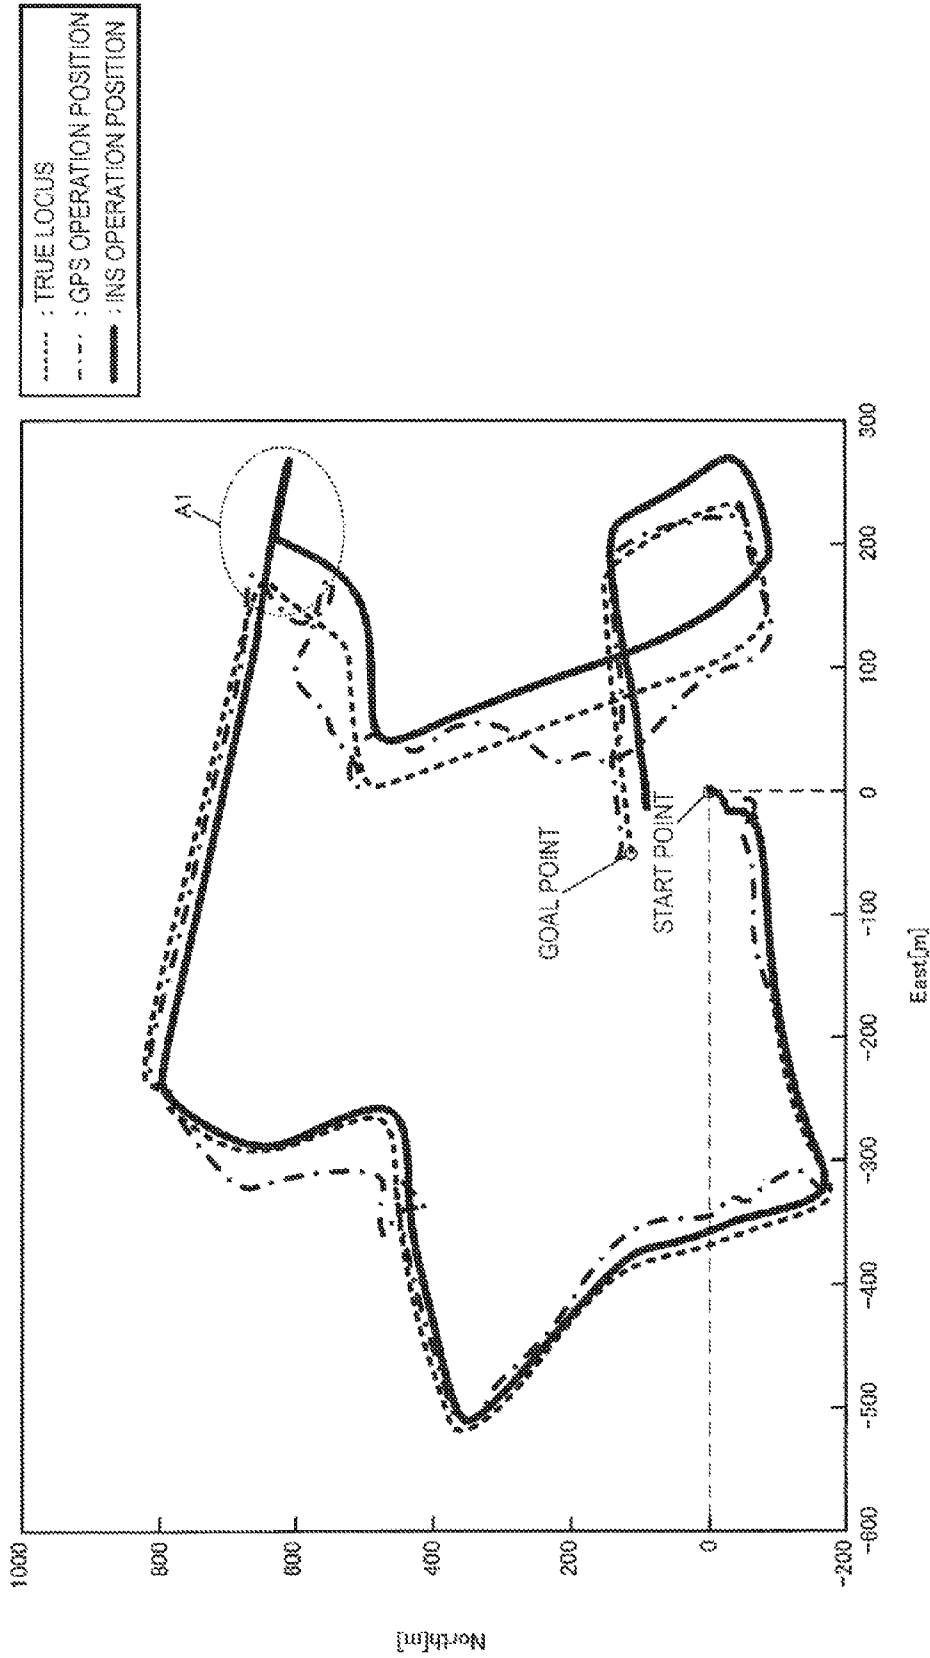 : TRUE LOCUS
: GPS OPERATION POSITION
: INS OPERATION POSITION
A1
GOAL POINT
START POINT
1000
800
600
400
200
0
-200
North[m]
-600
-500
-400
-300
-200
-100
0
100
200
300
East[m]